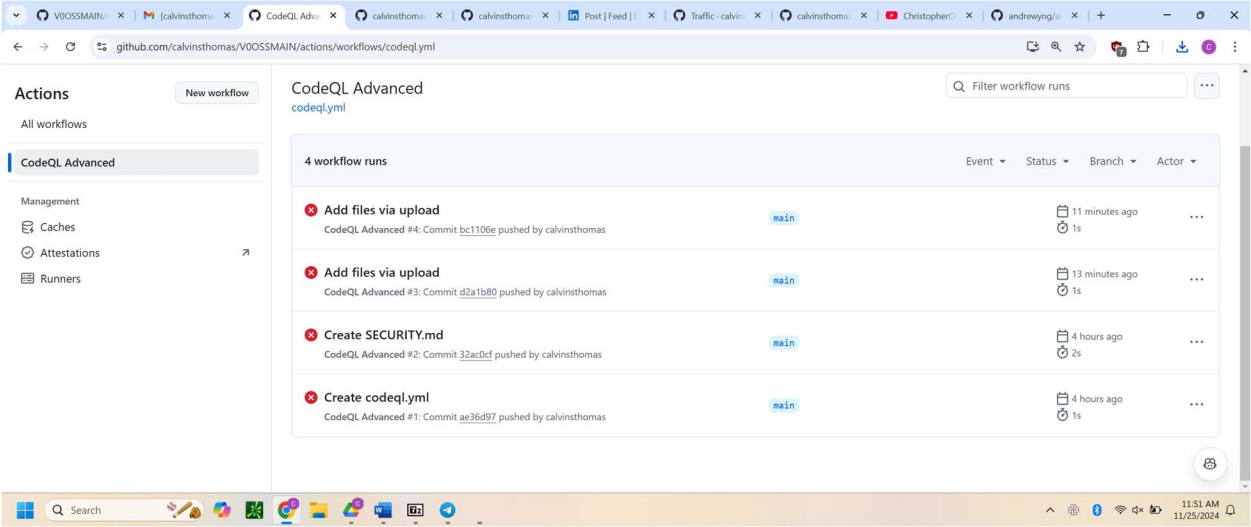 V0OSSMAIN/
[calvinsthoma
CodeQL Adva
calvinsthomas
calvinsthomas
Post | Feed | L
Traffic - calvin
calvinsthomas
ChristopherO
andrewyng/ai
github.com/calvinsthomas/V0OSSMAIN/actions/workflows/codeql.yml
7
C
Actions
New workflow
All workflows
CodeQL Advanced
Management
Caches
Attestations
Runners
CodeQL Advanced
codeql.yml
Filter workflow runs
4 workflow runs
Event Status Branch Actor
Add files via upload
CodeQL Advanced #4: Commit bc1106e pushed by calvinsthomas
main
11 minutes ago
1s
Add files via upload
CodeQL Advanced #3: Commit d2a1b80 pushed by calvinsthomas
main
13 minutes ago
1s
Create SECURITY.md
CodeQL Advanced #2: Commit 32ac0cf pushed by calvinsthomas
main
4 hours ago
2s
Create codeql.yml
CodeQL Advanced #1: Commit ae36d97 pushed by calvinsthomas
main
4 hours ago
1s
Search
11:51 AM
11/25/2024